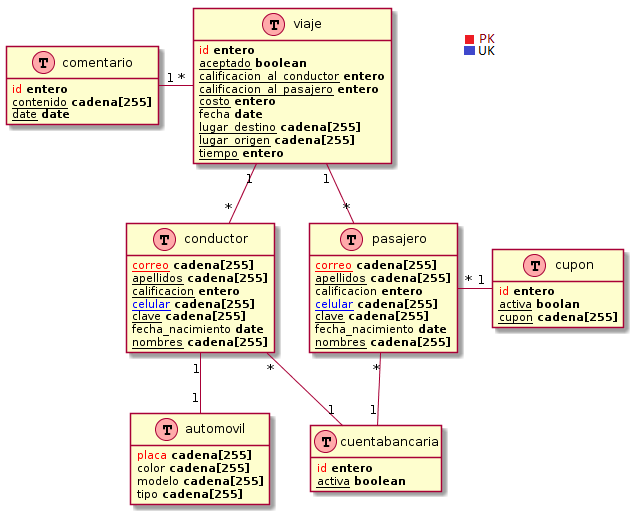 T viaje
id entero
aceptado boolean
calificacion_al_conductor entero
calificacion_al_pasajero entero
costo entero
fecha date
lugar_destino cadena[255]
lugar_origen cadena[255]
tiempo entero
PK
UK
T comentario
id entero
contenido cadena[255]
date date
1 *
1
1
*
*
T conductor
correo cadena[255]
apellidos cadena[255]
calificacion entero
celular cadena[255]
clave cadena[255]
fecha_nacimiento date
nombres cadena[255]
T pasajero
correo cadena[255]
apellidos cadena[255]
calificacion entero
celular cadena[255]
clave cadena[255]
fecha_nacimiento date
nombres cadena[255]
* 1
T cupon
id entero
activa boolan
cupon cadena[255]
1
*
*
1
1
1
T automovil
placa cadena[255]
color cadena[255]
modelo cadena[255]
tipo cadena[255]
T cuentabancaria
id entero
activa boolean